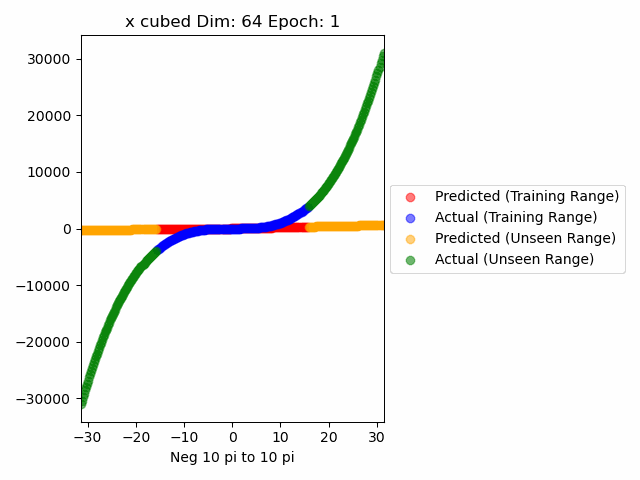 x cubed Dim: 64 Epoch: 1
30000
20000
10000
0
−10000
−20000
−30000
−30 −20 −10 0 10 20 30
Neg 10 pi to 10 pi
Predicted (Training Range)
Actual (Training Range)
Predicted (Unseen Range)
Actual (Unseen Range)